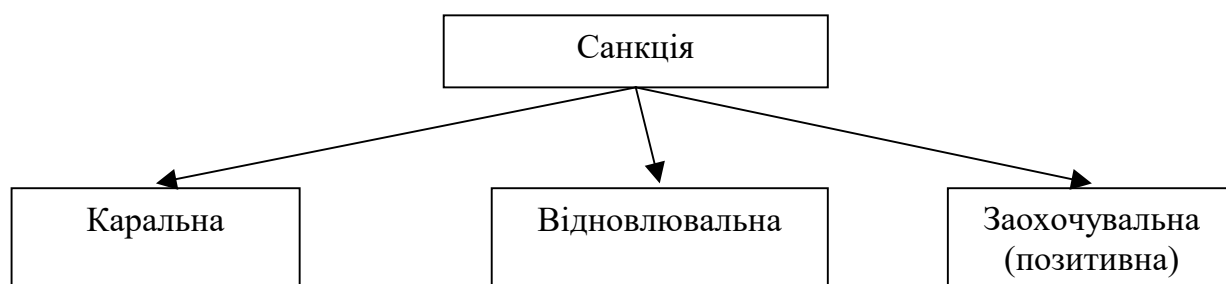 Санкція
Каральна
Відновлювальна
Заохочувальна
(позитивна)